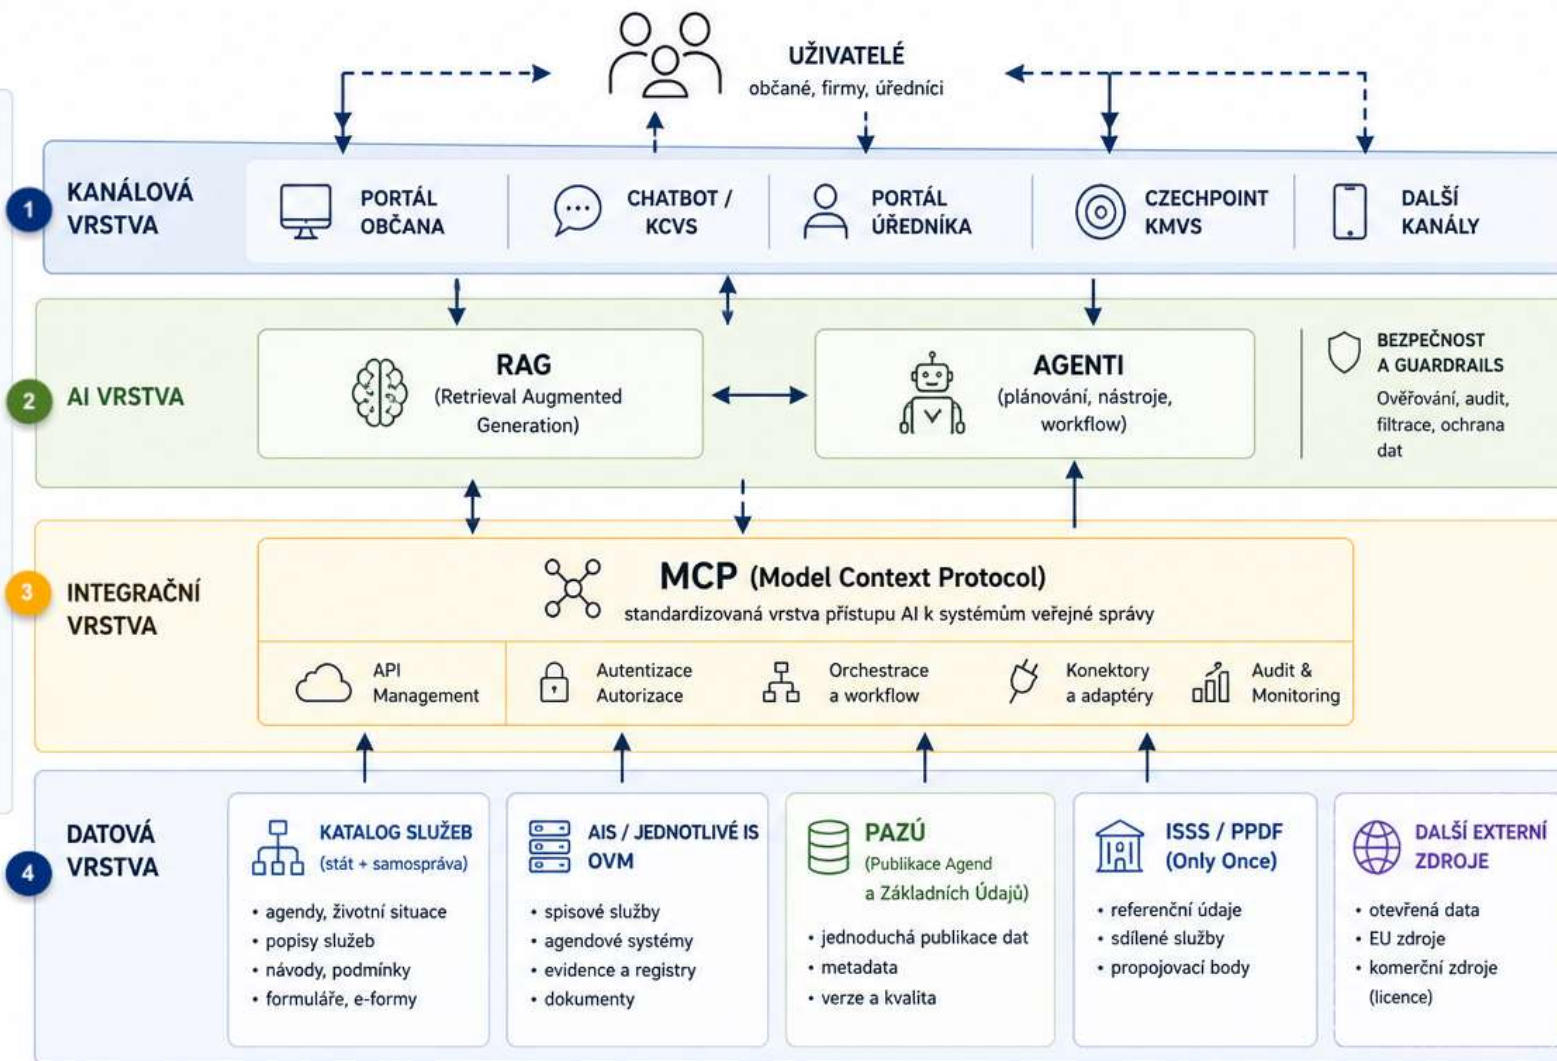 UŽIVATELÉ
občané, firmy, úředníci
1
KANÁLOVÁ
VRSTVA
PORTÁL
OBČANA
CHATBOT /
KCVS
PORTÁL
ÚŘEDNÍKA
CZECHPOINT
KMVS
DALŠÍ
KANÁLY
2
AI VRSTVA
RAG
(Retrieval Augmented
Generation)
AGENTI
(plánování, nástroje,
workflow)
BEZPEČNOST
A GUARDRAILS
Ověřování, audit,
filtrace, ochrana
dat
3
INTEGRAČNÍ
VRSTVA
MCP (Model Context Protocol)
standardizovaná vrstva přístupu AI k systémům veřejné správy
API
Management
Autentizace
Autorizace
Orchestrace
a workflow
Konektory
a adaptéry
Audit &
Monitoring
4
DATOVÁ
VRSTVA
KATALOG SLUŽEB
(stát + samospráva)
• agendy, životní situace
• popisy služeb
• návody, podmínky
• formuláře, e-formy
AIS / JEDNOTLIVÉ IS
OVM
• spisové služby
• agendové systémy
• evidence a registry
• dokumenty
PAZÚ
(Publikace Agend
a Základních Údajů)
• jednoduchá publikace dat
• metadata
• verze a kvalita
ISSS / PPDF
(Only Once)
• referenční údaje
• sdílené služby
• propojovací body
DALŠÍ EXTERNÍ
ZDROJE
• otevřená data
• EU zdroje
• komerční zdroje
(licence)